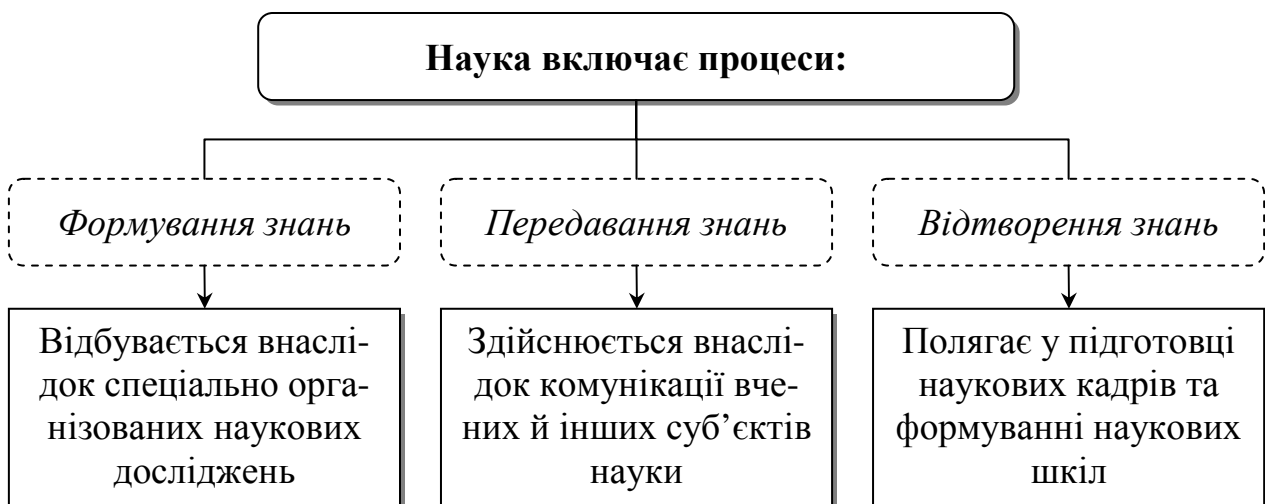 Наука включає процеси:
Формування знань
Передавання знань
Відтворення знань
Відбувається внаслі-
док спеціально орга-
нізованих наукових
досліджень
Здійснюється внаслі-
док комунікації вче-
них й інших суб’єктів
науки
Полягає у підготовці
наукових кадрів та
формуванні наукових
шкіл